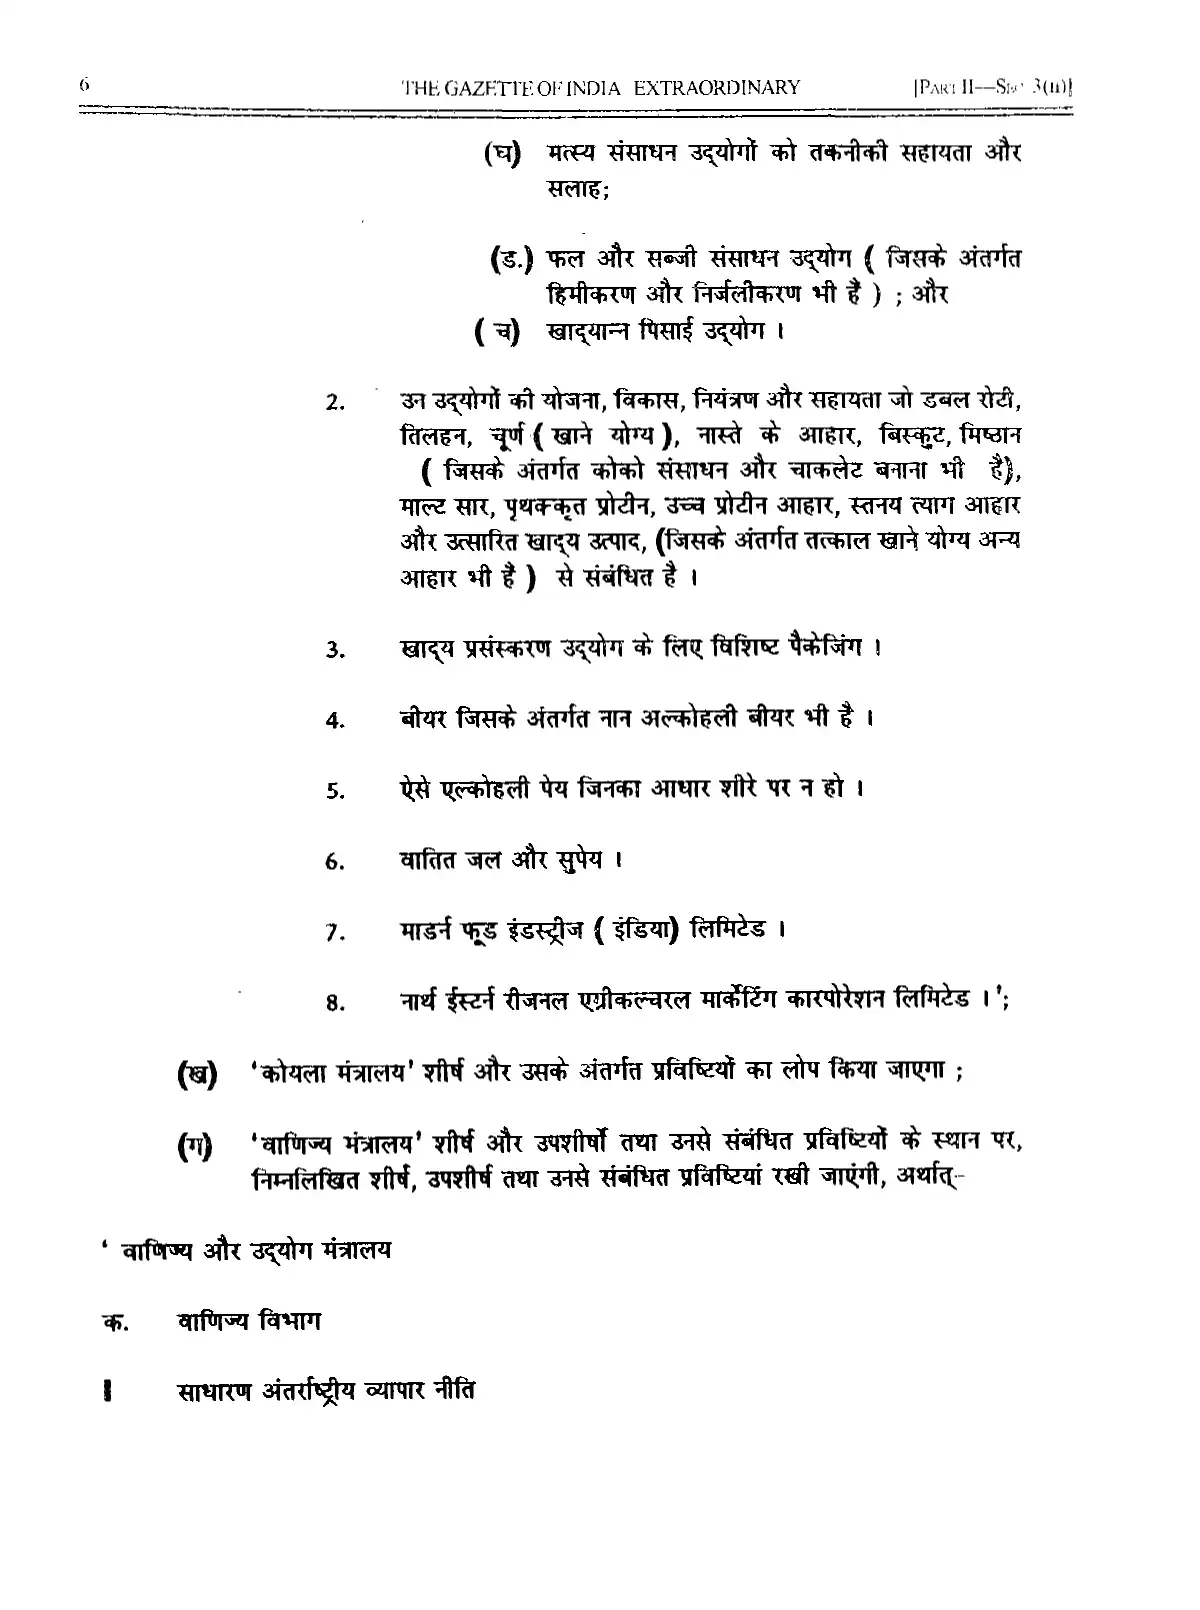 6 THE GAZETTE OF INDIA EXTRAORDINARY [PART II—SEC 3(ii)]
(घ) मत्स्य संसाधन उद्योगों को तकनीकी सहायता और
सलाह;
(ड.) फल और सब्जी संसाधन उद्योग ( जिसके अंतर्गत
हिमीकरण और निर्जलीकरण भी हैं ) ; और
( च) खाद्यान्न पिसाई उद्योग ।
2. उन उद्योगों की योजना, विकास, नियंत्रण और सहायता जो डबल रोटी,
तिलहन, चूर्ण ( खाने योग्य ), नास्ते के आहार, बिस्कुट, मिष्ठान
( जिसके अंतर्गत कोको संसाधन और चाकलेट बनाना भी है),
माल्ट सार, पृथक्कृत प्रोटीन, उच्च प्रोटीन आहार, स्तनय त्याग आहार
और उत्सारित खाद्य उत्पाद, (जिसके अंतर्गत तत्काल खाने योग्य अन्य
आहार भी हैं ) से संबंधित है ।
3. खाद्य प्रसंस्करण उद्योग के लिए विशिष्ट पैकेजिंग ।
4. बीयर जिसके अंतर्गत नान अल्कोहली बीयर भी है ।
5. ऐसे एल्कोहली पेय जिनका आधार शीरे पर न हो ।
6. वातित जल और सुपेय ।
7. माडर्न फूड इंडस्ट्रीज ( इंडिया) लिमिटेड ।
8. नार्थ ईस्टर्न रीजनल एग्रीकल्चरल मार्केटिंग कारपोरेशन लिमिटेड ।';
(ख) 'कोयला मंत्रालय' शीर्ष और उसके अंतर्गत प्रविष्टियों का लोप किया जाएगा ;
(ग) 'वाणिज्य मंत्रालय' शीर्ष और उपशीर्षों तथा उनसे संबंधित प्रविष्टियों के स्थान पर,
निम्नलिखित शीर्ष, उपशीर्ष तथा उनसे संबंधित प्रविष्टियां रखी जाएंगी, अर्थात्-
' वाणिज्य और उद्योग मंत्रालय
क. वाणिज्य विभाग
I साधारण अंतर्राष्ट्रीय व्यापार नीति